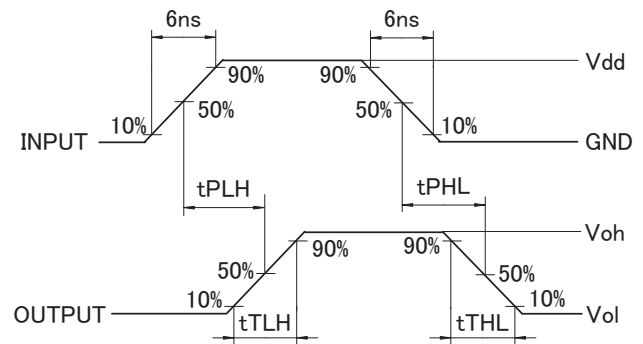 6ns 6ns
Vdd
90% 90%
50% 50%
10% 10%
INPUT GND
tPLH tPHL
Voh
90% 90%
50% 50%
10% 10%
OUTPUT Vol
tTLH tTHL